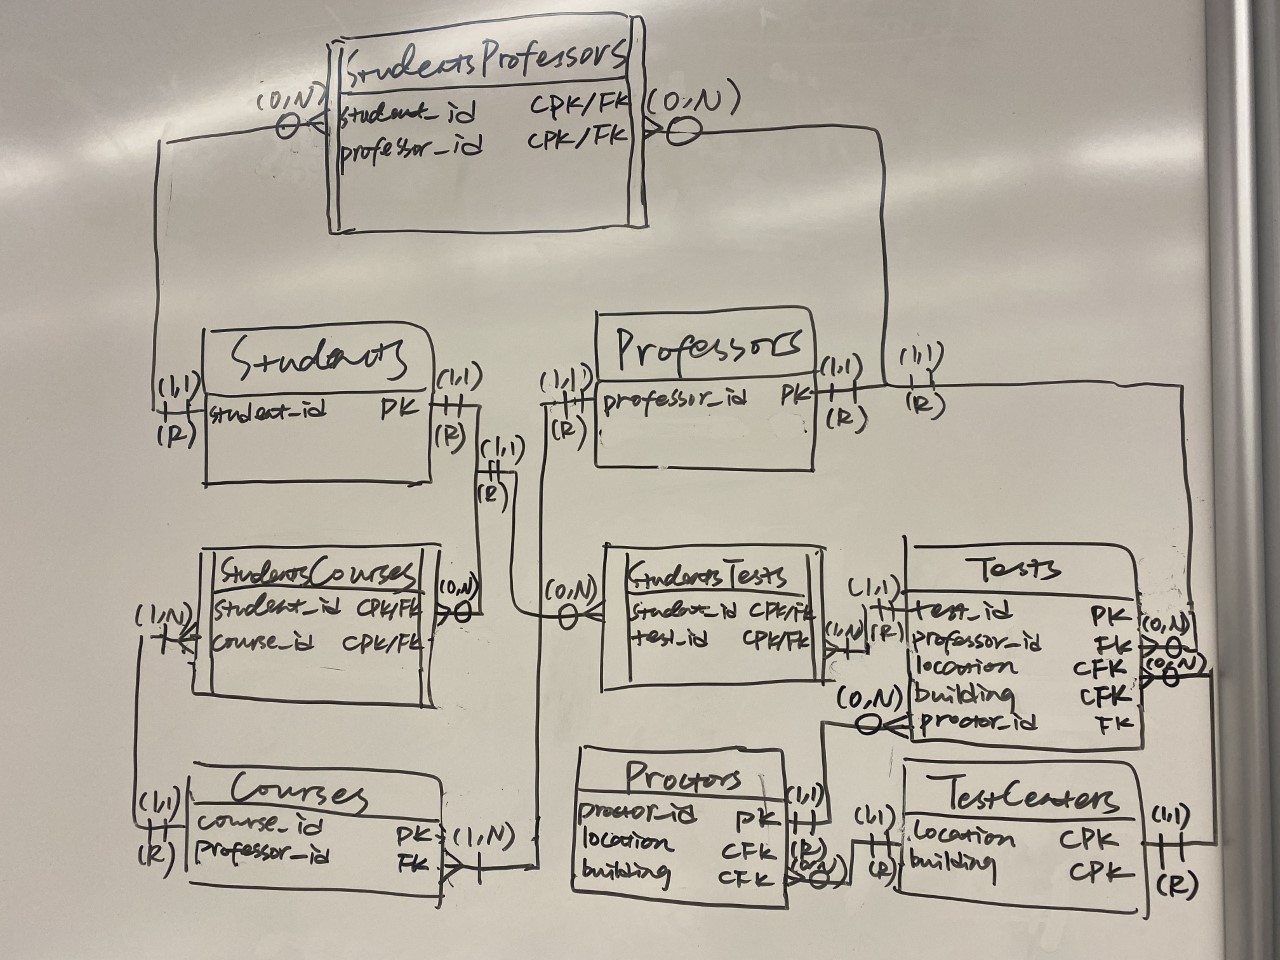 StudentsProfessors
(0,N)
student_id CPK/FK
(0,N)
professor_id CPK/FK
Students
(1,1)
(R)
student_id PK
(1,1)
(R)
(1,1)
(R)
Professors
(1,1)
(R)
professor_id PK
(1,1)
(R)
(1,1)
(R)
StudentsCourses
student_id CPK/FK
(0,N)
(1,N)
course_id CPK/FK
StudentsTests
(0,N)
student_id CPK/FK
test_id CPK/FK
(1,N)
Tests
(1,1)
(R)
test_id PK
professor_id FK
(0,N)
location CFK
(0,N)
building CFK
(0,N)
proctor_id FK
Courses
(1,1)
(R)
course_id PK
professor_id FK
(1,N)
Proctors
proctor_id PK
(1,1)
(R)
location CFK
building CFK
(0,N)
TestCenters
(1,1)
(R)
location CPK
building CPK
(1,1)
(R)